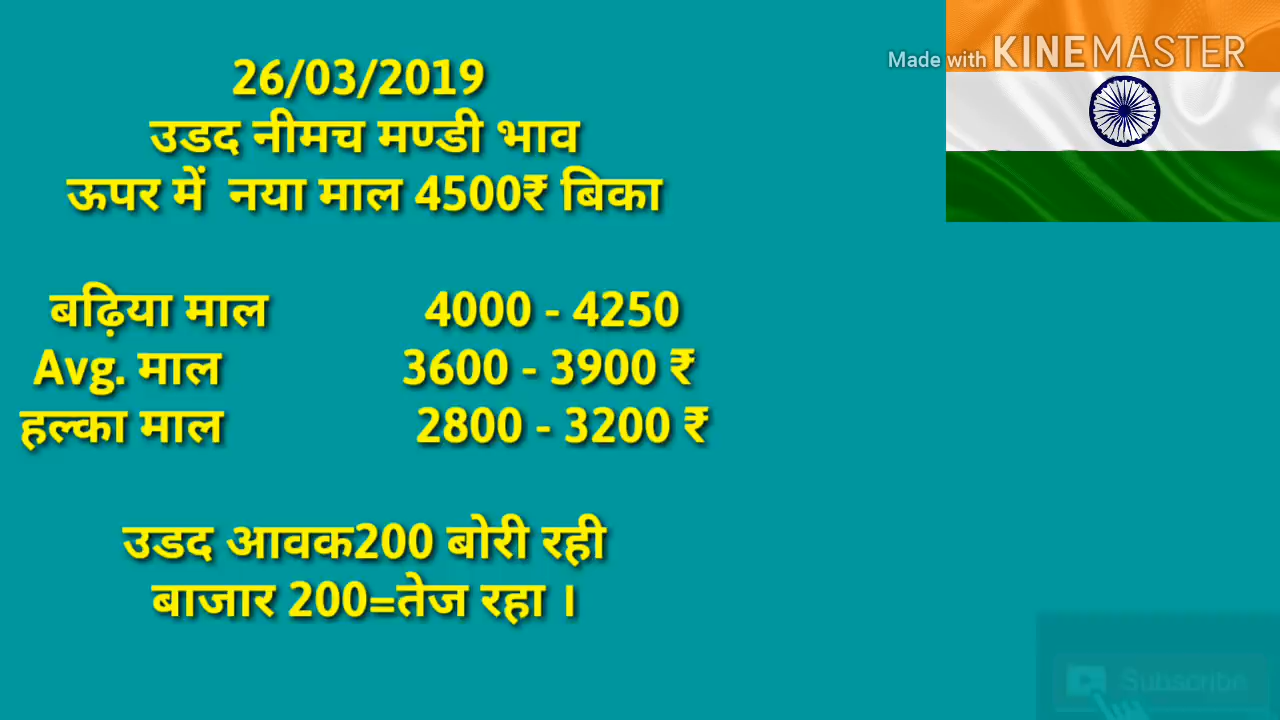 Made with KINEMASTER
26/03/2019
उडद नीमच मण्डी भाव
ऊपर में नया माल 4500₹ बिका
बढ़िया माल 4000 - 4250
Avg. माल 3600 - 3900 ₹
हल्का माल 2800 - 3200 ₹
उडद आवक200 बोरी रही
बाजार 200=तेज रहा ।
Subscribe